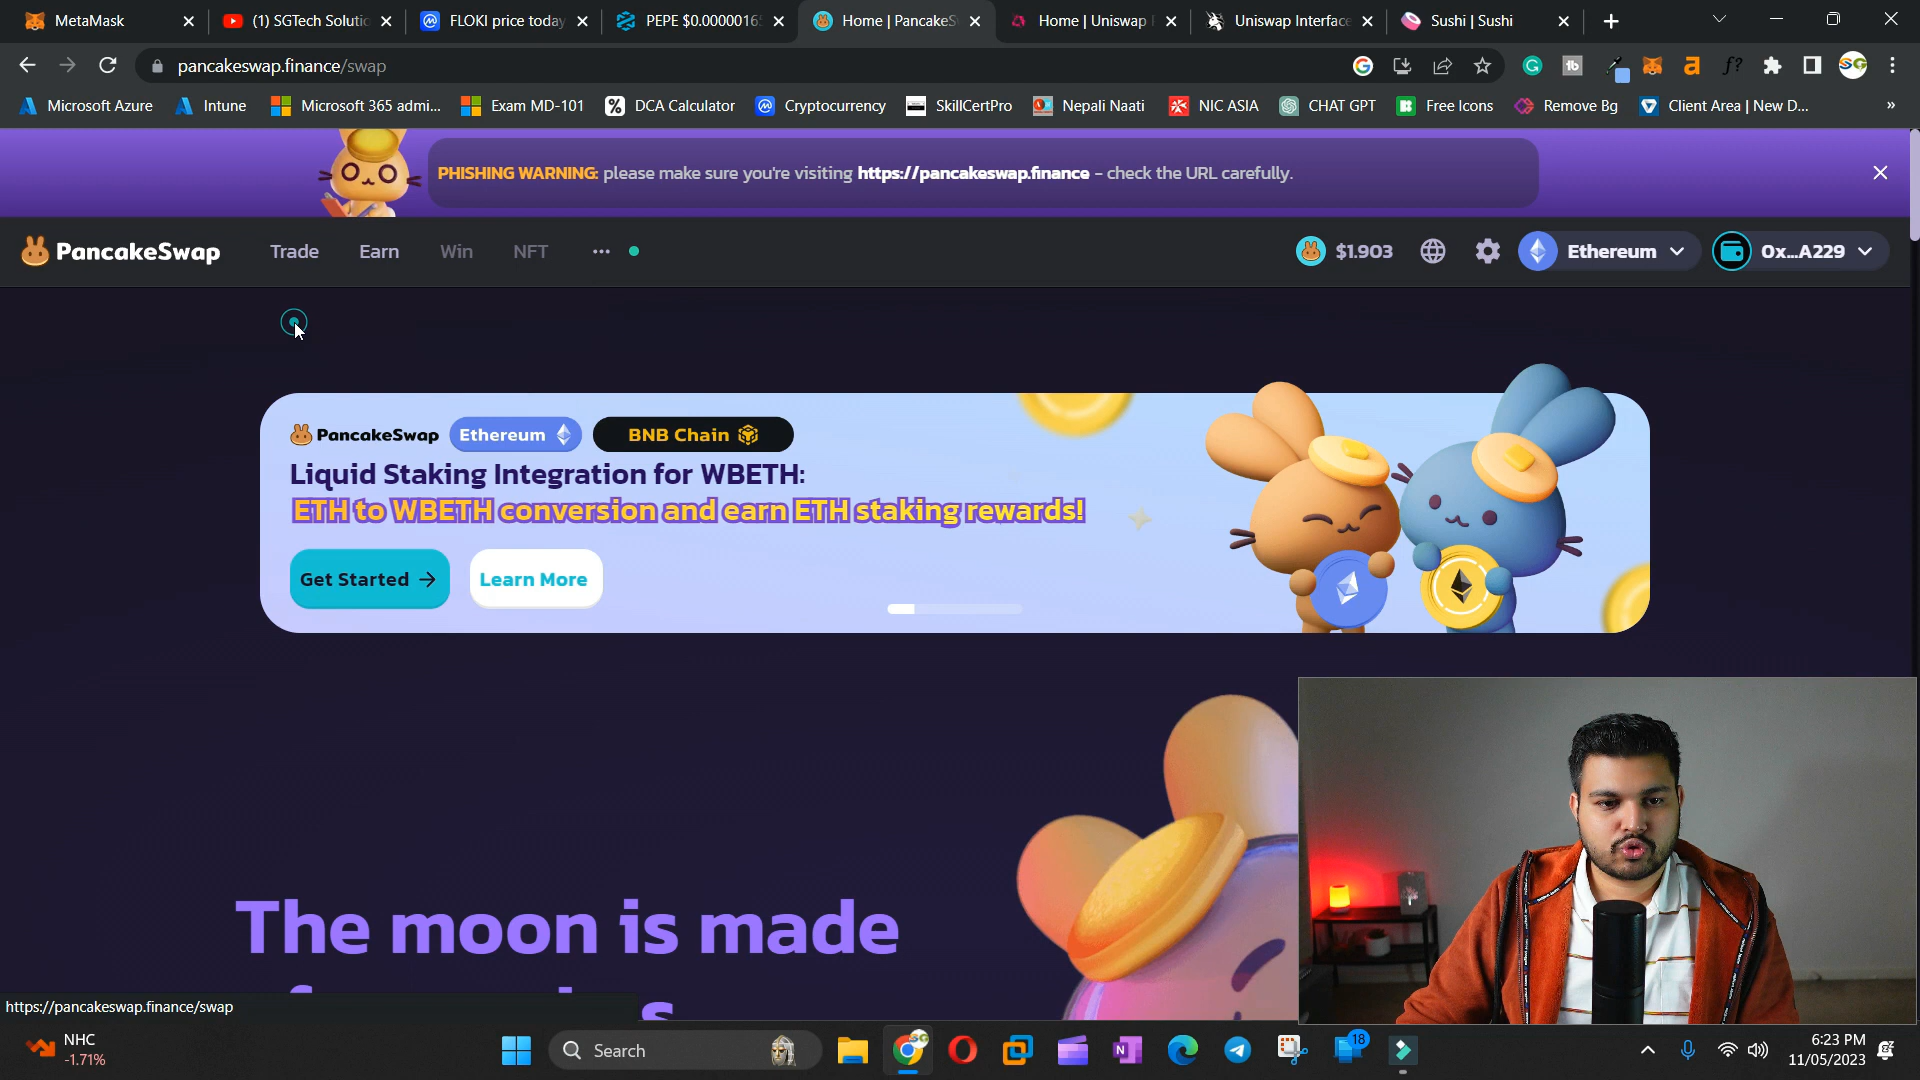 MetaMask
(1) SGTech Solutic
FLOKI price today
PEPE $0.0000016
Home | PancakeS
Home | Uniswap
Uniswap Interface
Sushi | Sushi
pancakeswap.finance/swap
Microsoft Azure
Intune
Microsoft 365 admi...
Exam MD-101
DCA Calculator
Cryptocurrency
SkillCertPro
Nepali Naati
NIC ASIA
CHAT GPT
Free Icons
Remove Bg
Client Area | New D...
»
PHISHING WARNING: please make sure you're visiting https://pancakeswap.finance - check the URL carefully.
PancakeSwap
Trade
Earn
Win
NFT
$1.903
Ethereum
0x...A229
PancakeSwap
Ethereum
BNB Chain
Liquid Staking Integration for WBETH:
ETH to WBETH conversion and earn ETH staking rewards!
Get Started →
Learn More
The moon is made
https://pancakeswap.finance/swap
NHC
-1.71%
Search
18
6:23 PM
11/05/2023